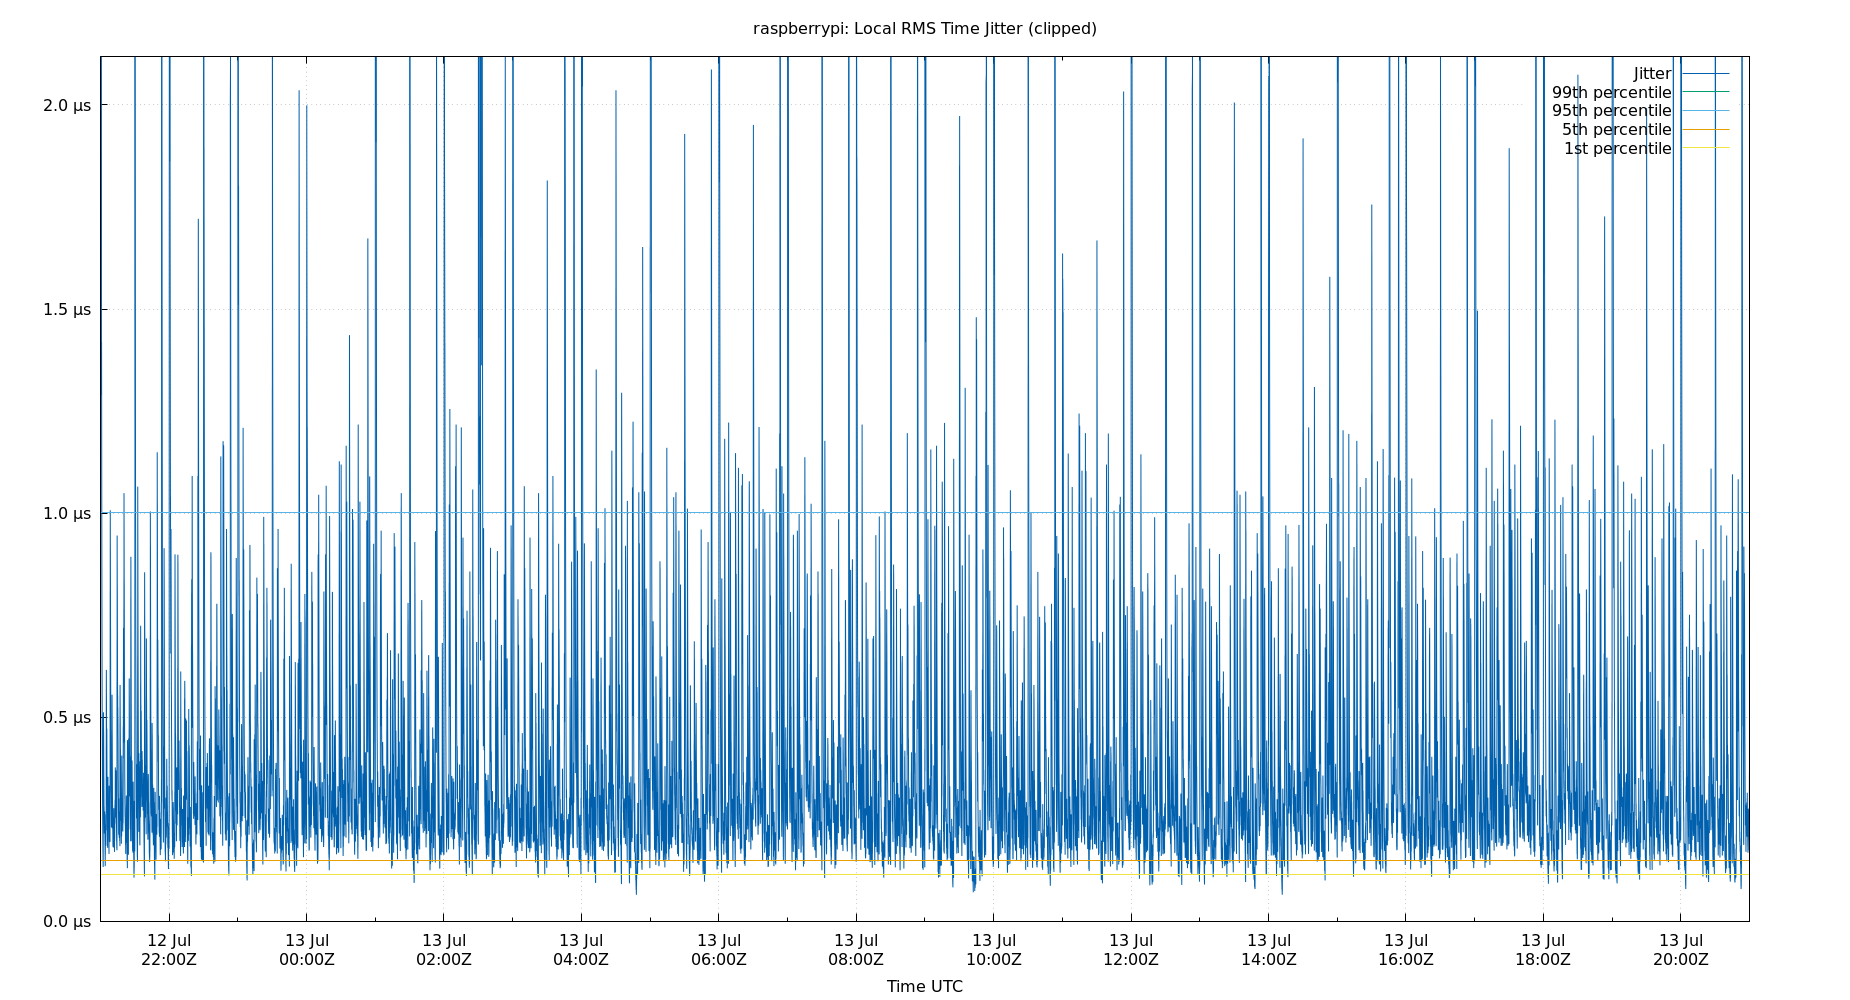 raspberrypi: Local RMS Time Jitter (clipped)
Jitter
99th percentile
95th percentile
5th percentile
1st percentile
2.0 µs
1.5 µs
1.0 µs
0.5 µs
0.0 µs
12 Jul 13 Jul 13 Jul 13 Jul 13 Jul 13 Jul 13 Jul 13 Jul 13 Jul 13 Jul 13 Jul 13 Jul
22:00Z 00:00Z 02:00Z 04:00Z 06:00Z 08:00Z 10:00Z 12:00Z 14:00Z 16:00Z 18:00Z 20:00Z
Time UTC